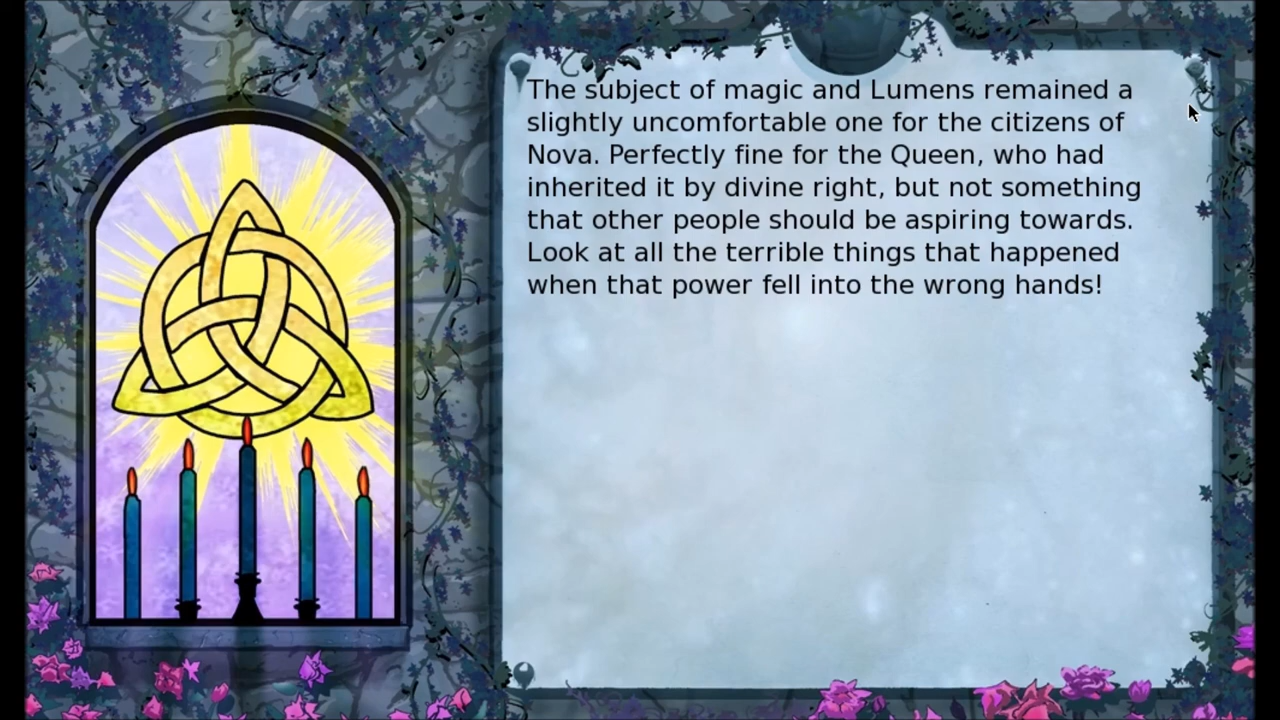 The subject of magic and Lumens remained a
slightly uncomfortable one for the citizens of
Nova. Perfectly fine for the Queen, who had
inherited it by divine right, but not something
that other people should be aspiring towards.
Look at all the terrible things that happened
when that power fell into the wrong hands!